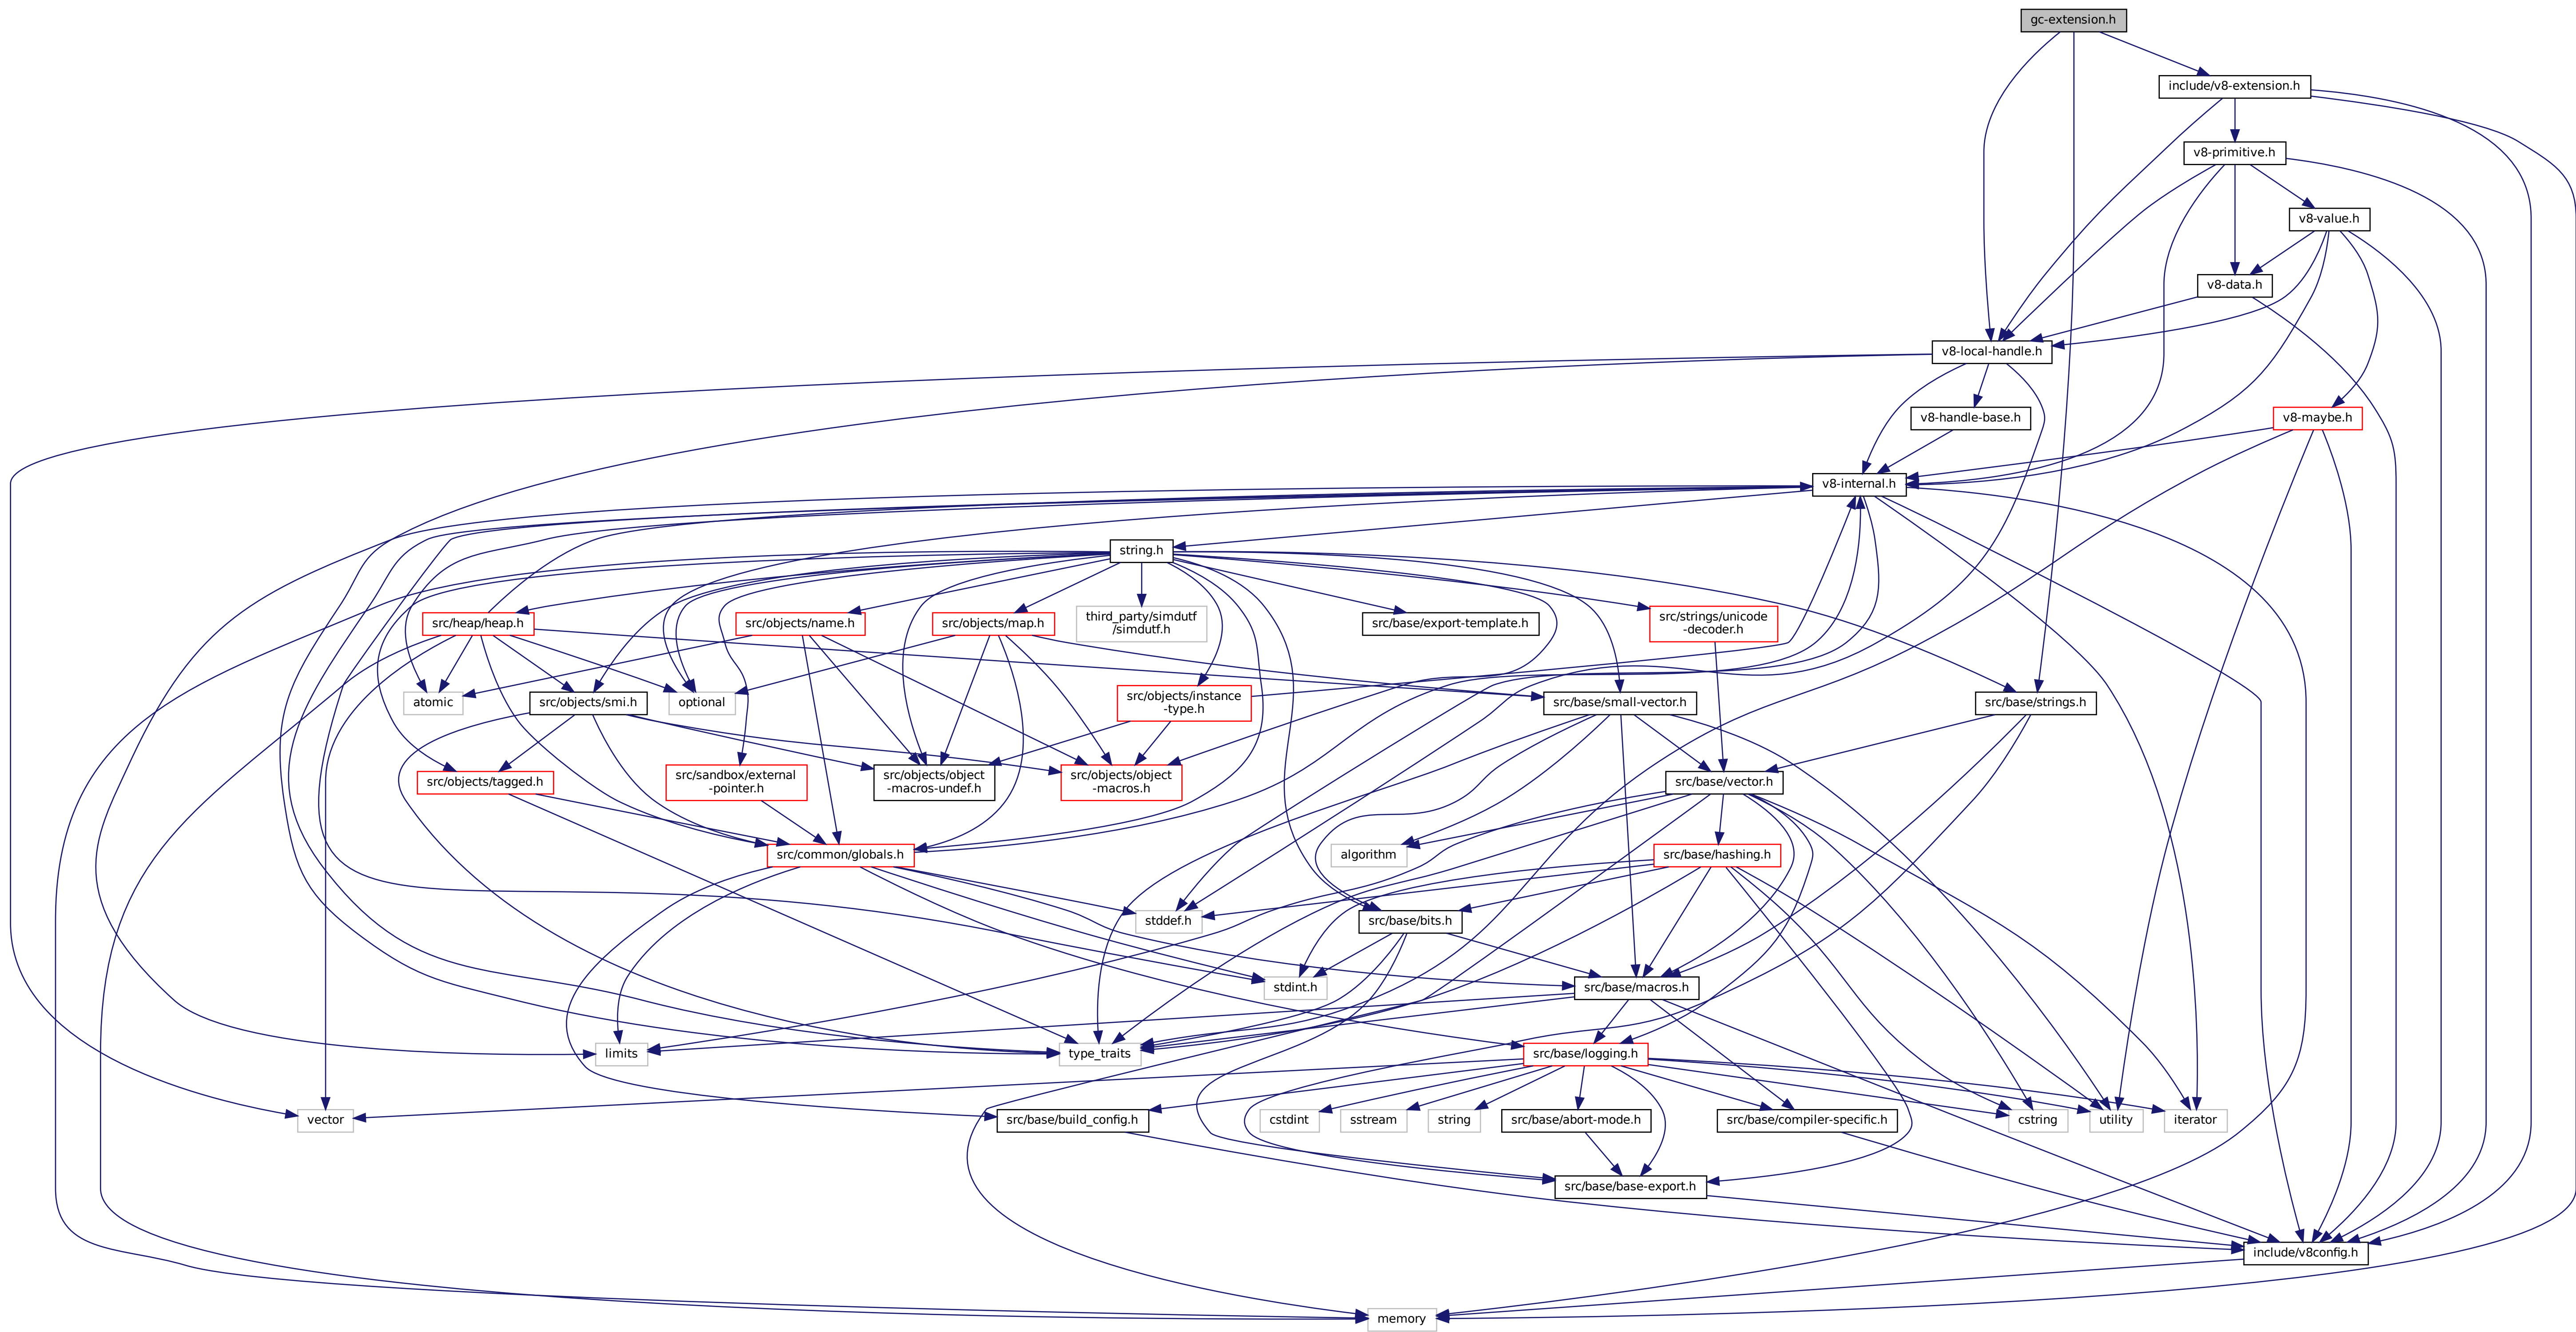 gc-extension.h
include/v8-extension.h
v8-primitive.h
v8-value.h
v8-data.h
v8-local-handle.h
v8-handle-base.h
v8-maybe.h
v8-internal.h
string.h
src/heap/heap.h
src/objects/name.h
src/objects/map.h
third_party/simdutf
/simdutf.h
src/base/export-template.h
src/strings/unicode
-decoder.h
atomic
src/objects/smi.h
optional
src/objects/instance
-type.h
src/base/small-vector.h
src/base/strings.h
src/objects/tagged.h
src/sandbox/external
-pointer.h
src/objects/object
-macros-undef.h
src/objects/object
-macros.h
src/base/vector.h
src/common/globals.h
algorithm
src/base/hashing.h
stddef.h
src/base/bits.h
stdint.h
src/base/macros.h
limits
type_traits
src/base/logging.h
vector
src/base/build_config.h
cstdint
sstream
string
src/base/abort-mode.h
src/base/compiler-specific.h
cstring
utility
iterator
src/base/base-export.h
include/v8config.h
memory